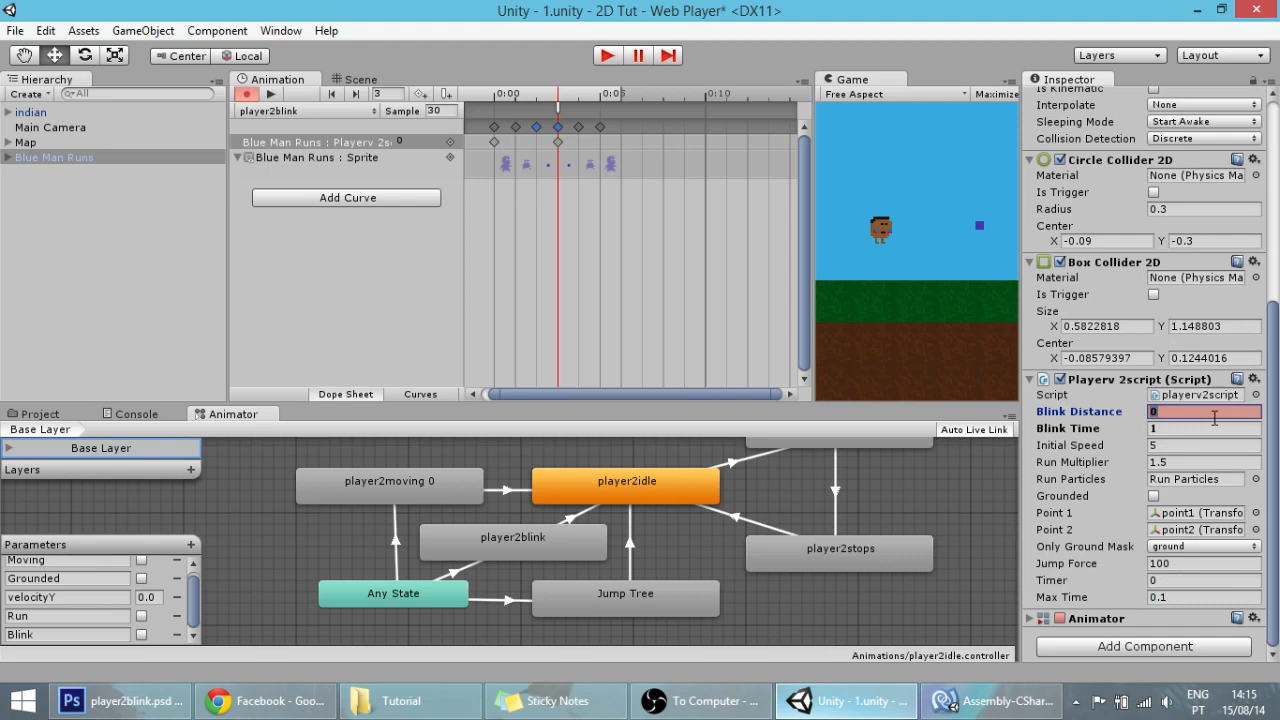 Unity - 1.unity - 2D Tut - Web Player* <DX11>
File Edit Assets GameObject Component Window Help
Center Local Layers Layout
Hierarchy
Create All
indian
Main Camera
Map
Blue Man Runs
Animation Scene
3 0:00 0:05 0:10
player2blink Sample 30
Blue Man Runs : Playerv 2s 0
Blue Man Runs : Sprite
Add Curve
Dope Sheet Curves
Game
Free Aspect Maximize
Inspector
Is Kinematic
Interpolate None
Sleeping Mode Start Awake
Collision Detection Discrete
Circle Collider 2D
Material None (Physics Ma
Is Trigger
Radius 0.3
Center
X -0.09 Y -0.3
Box Collider 2D
Material None (Physics Ma
Is Trigger
Size
X 0.5822818 Y 1.148803
Center
X -0.08579397 Y 0.1244016
Playerv 2script (Script)
Script playerv2script
Blink Distance 0
Blink Time 1
Initial Speed 5
Run Multiplier 1.5
Run Particles Run Particles
Grounded
Point 1 point1 (Transfo
Point 2 point2 (Transfo
Only Ground Mask ground
Jump Force 100
Timer 0
Max Time 0.1
Animator
Add Component
Project Console Animator
Base Layer Auto Live Link
Base Layer
Layers
Parameters
Moving
Grounded
velocityY 0.0
Run
Blink
player2moving 0
player2idle
player2blink
player2stops
Any State
Jump Tree
Animations/player2idle.controller
player2blink.psd ...
Facebook - Goo...
Tutorial
Sticky Notes
To Computer - ...
Unity - 1.unity - ...
Assembly-CShar...
ENG 14:15
PT 15/08/14